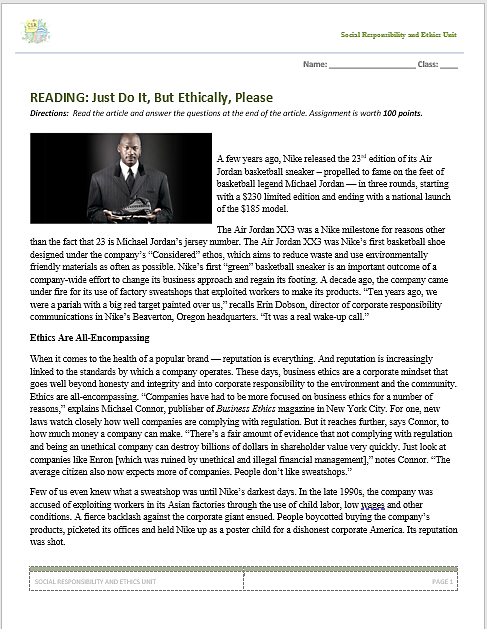 Social Responsibility and Ethics Unit
Name: ____________________ Class: ____
READING: Just Do It, But Ethically, Please
Directions: Read the article and answer the questions at the end of the article. Assignment is worth 100 points.
A few years ago, Nike released the 23rd edition of its Air
Jordan basketball sneaker – propelled to fame on the feet of
basketball legend Michael Jordan — in three rounds, starting
with a $230 limited edition and ending with a national launch
of the $185 model.
The Air Jordan XX3 was a Nike milestone for reasons other
than the fact that 23 is Michael Jordan's jersey number. The Air Jordan XX3 was Nike's first basketball shoe
designed under the company's "Considered" ethos, which aims to reduce waste and use environmentally
friendly materials as often as possible. Nike's first "green" basketball sneaker is an important outcome of a
company-wide effort to change its business approach and regain its footing. A decade ago, the company came
under fire for its use of factory sweatshops that exploited workers to make its products. "Ten years ago, we
were a pariah with a big red target painted over us," recalls Erin Dobson, director of corporate responsibility
communications in Nike's Beaverton, Oregon headquarters. "It was a real wake-up call."
Ethics Are All-Encompassing
When it comes to the health of a popular brand — reputation is everything. And reputation is increasingly
linked to the standards by which a company operates. These days, business ethics are a corporate mindset that
goes well beyond honesty and integrity and into corporate responsibility to the environment and the community.
Ethics are all-encompassing. "Companies have had to be more focused on business ethics for a number of
reasons," explains Michael Connor, publisher of Business Ethics magazine in New York City. For one, new
laws watch closely how well companies are complying with regulation. But it reaches further, says Connor, to
how much money a company can make. "There's a fair amount of evidence that not complying with regulation
and being an unethical company can destroy billions of dollars in shareholder value very quickly. Just look at
companies like Enron [which was ruined by unethical and illegal financial management]," notes Connor. "The
average citizen also now expects more of companies. People don't like sweatshops."
Few of us even knew what a sweatshop was until Nike's darkest days. In the late 1990s, the company was
accused of exploiting workers in its Asian factories through the use of child labor, low wages and other
conditions. A fierce backlash against the corporate giant ensued. People boycotted buying the company's
products, picketed its offices and held Nike up as a poster child for a dishonest corporate America. Its reputation
was shot.
SOCIAL RESPONSIBILITY AND ETHICS UNIT
PAGE 1